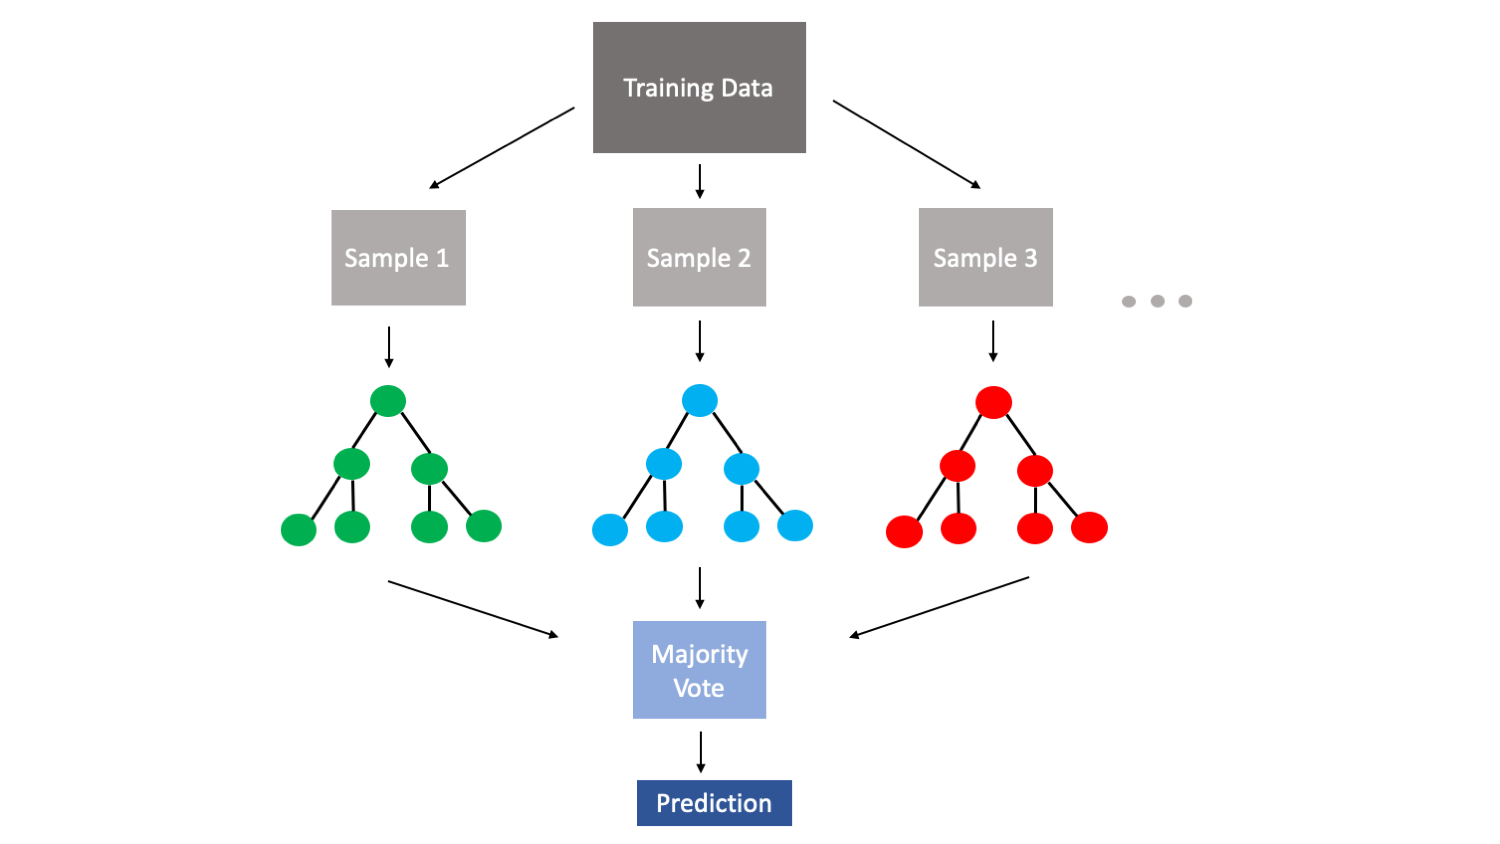 Training Data
Sample 1
Sample 2
Sample 3
Majority
Vote
Prediction